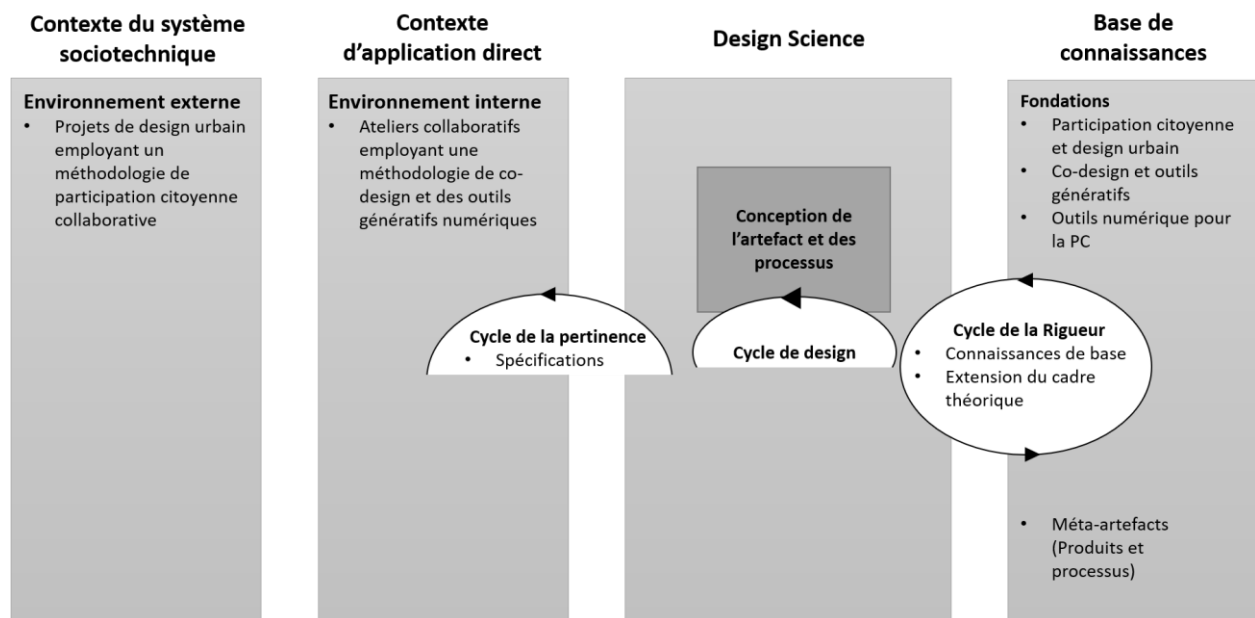 Contexte du système
sociotechnique
Contexte
d'application direct
Design Science
Base de
connaissances
Environnement externe
• Projets de design urbain
employant un
méthodologie de
participation citoyenne
collaborative
Environnement interne
• Ateliers collaboratifs
employant une
méthodologie de co-
design et des outils
génératifs numériques
Conception de
l'artefact et des
processus
Fondations
• Participation citoyenne
et design urbain
• Co-design et outils
génératifs
• Outils numérique pour
la PC
Cycle de la pertinence
• Spécifications
Cycle de design
Cycle de la Rigueur
• Connaissances de base
• Extension du cadre
théorique
• Méta-artefacts
(Produits et
processus)